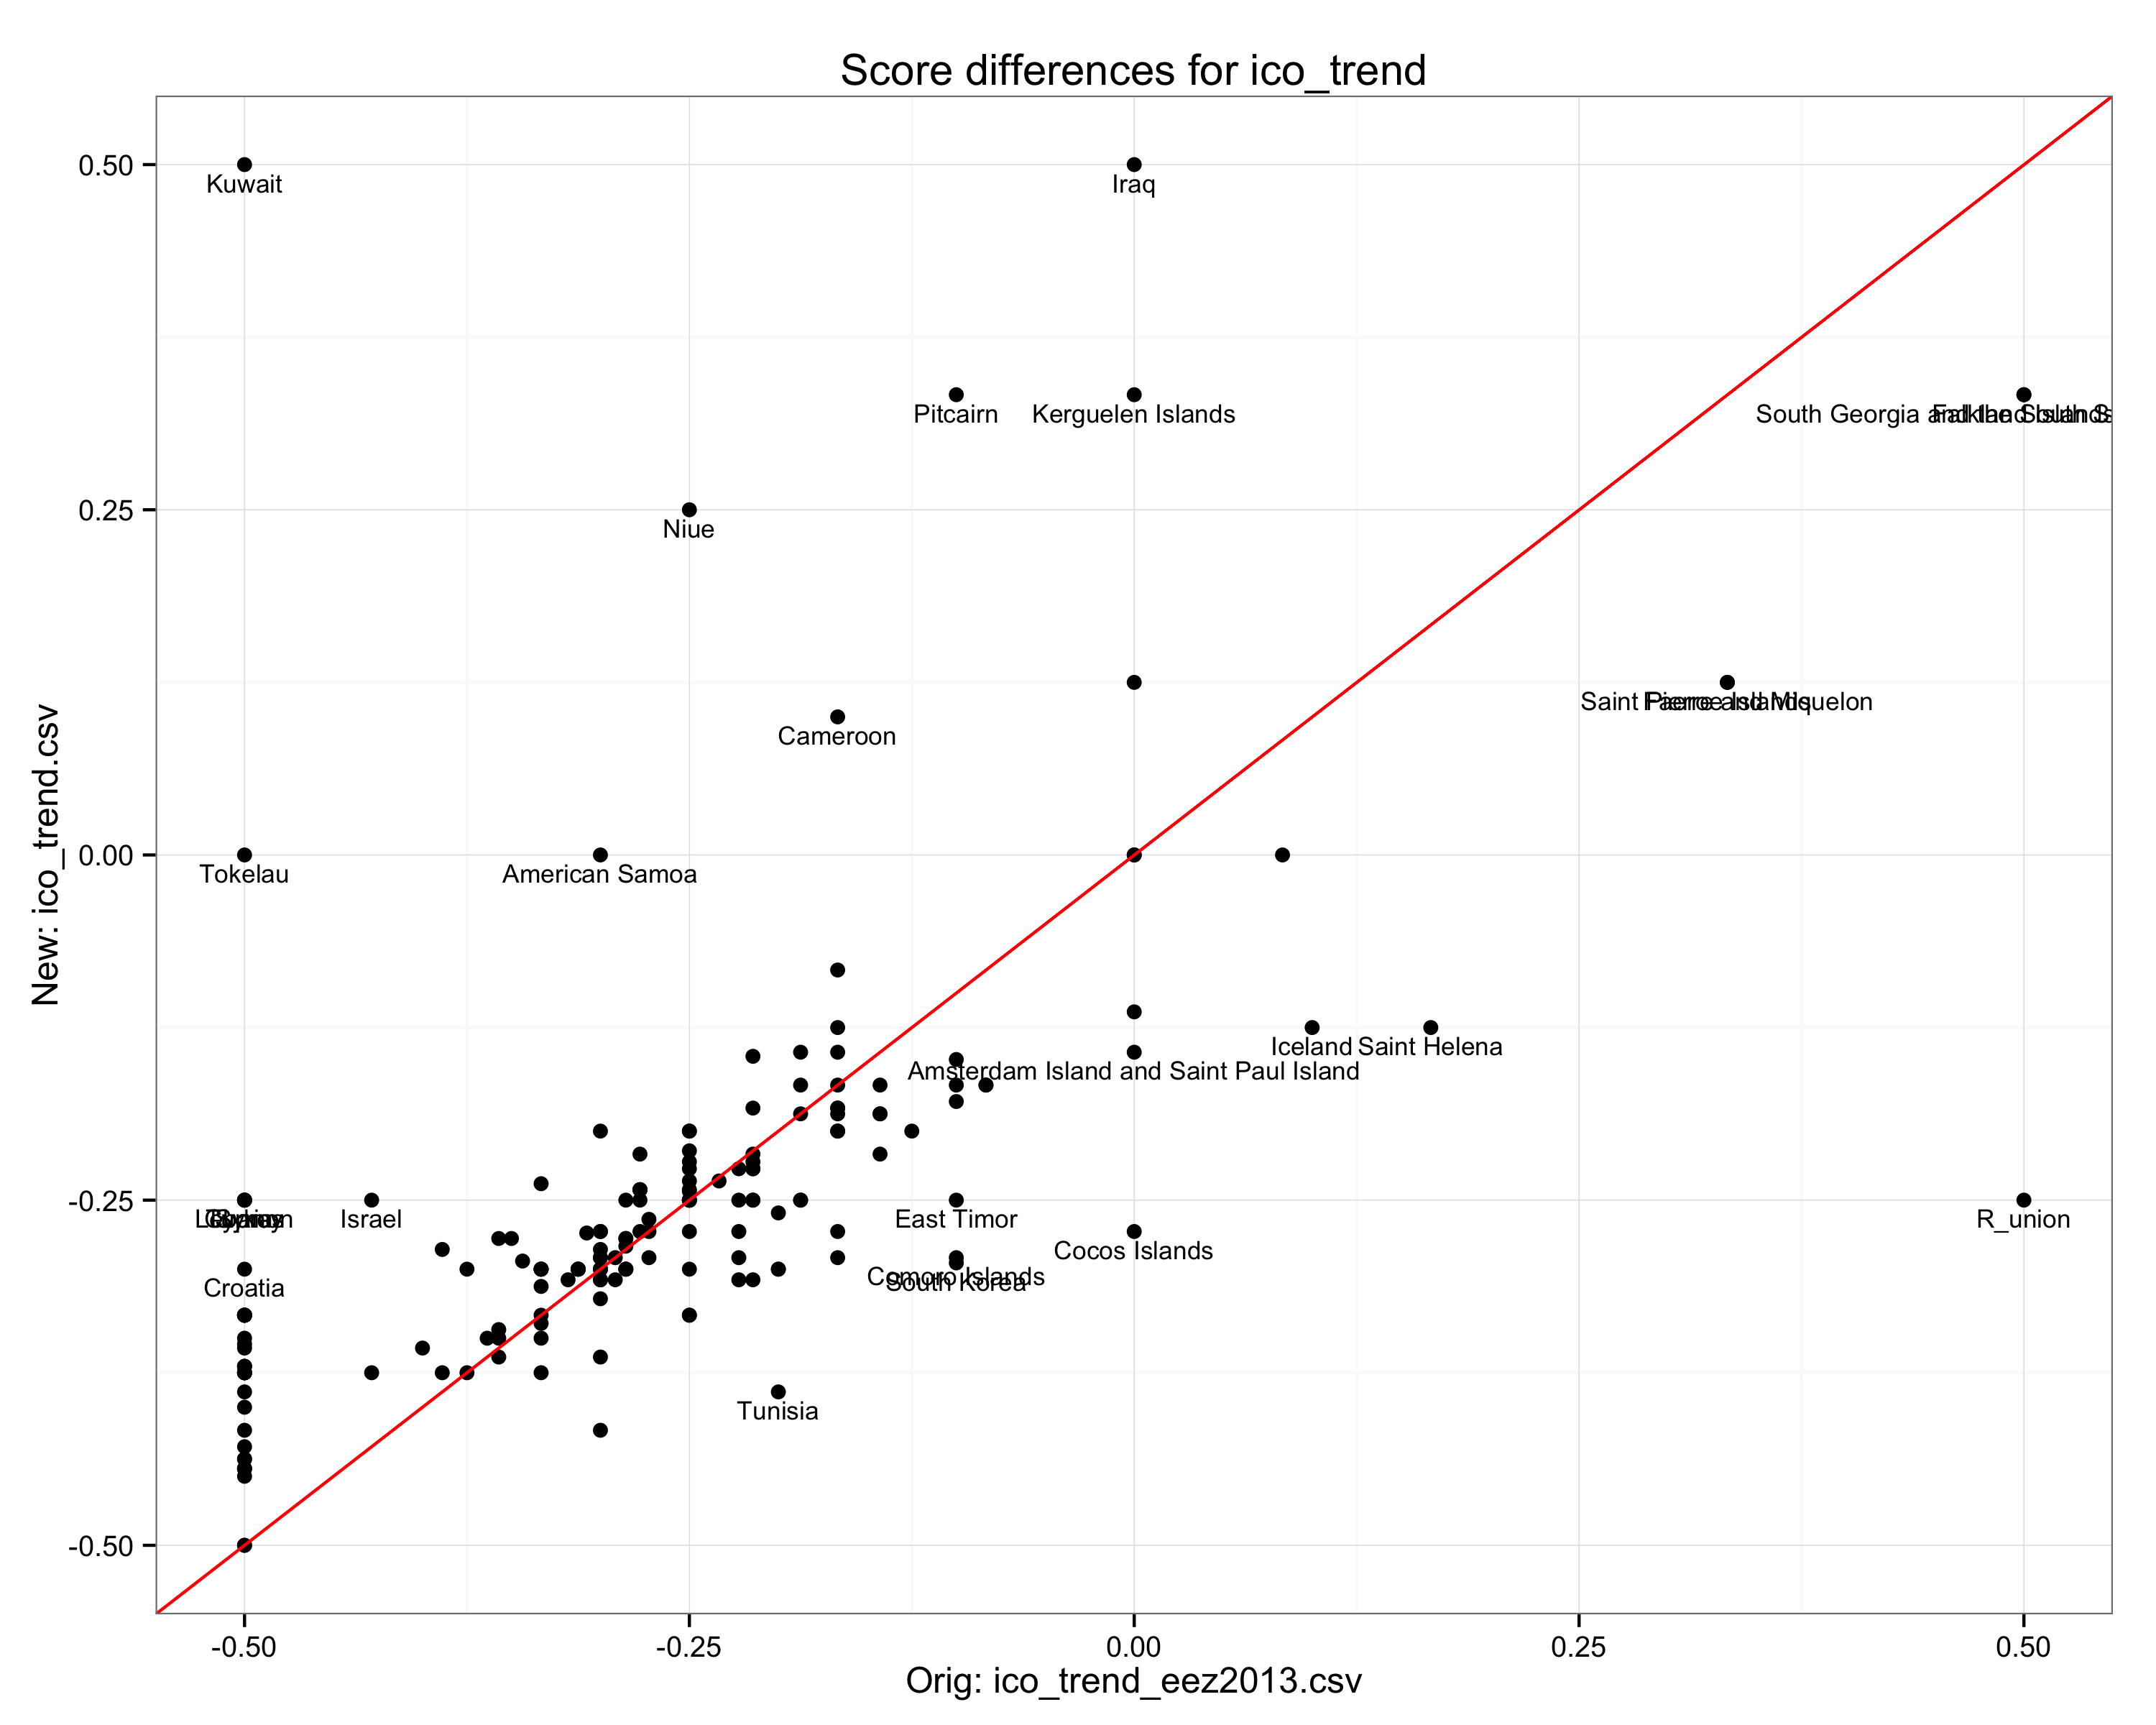 Score differences for ico_trend
New: ico_trend.csv
0.50
0.25
0.00
-0.25
-0.50
Kuwait
Iraq
Pitcairn
Kerguelen Islands
South Georgia and the South
Falkland Islands
Niue
Saint Pierre and Miquelon
Faeroe Islands
Cameroon
Tokelau
American Samoa
Iceland
Saint Helena
Amsterdam Island and Saint Paul Island
Israel
East Timor
R_union
Cocos Islands
Croatia
Comoro Islands
South Korea
Tunisia
-0.50
-0.25
0.00
0.25
0.50
Orig: ico_trend_eez2013.csv